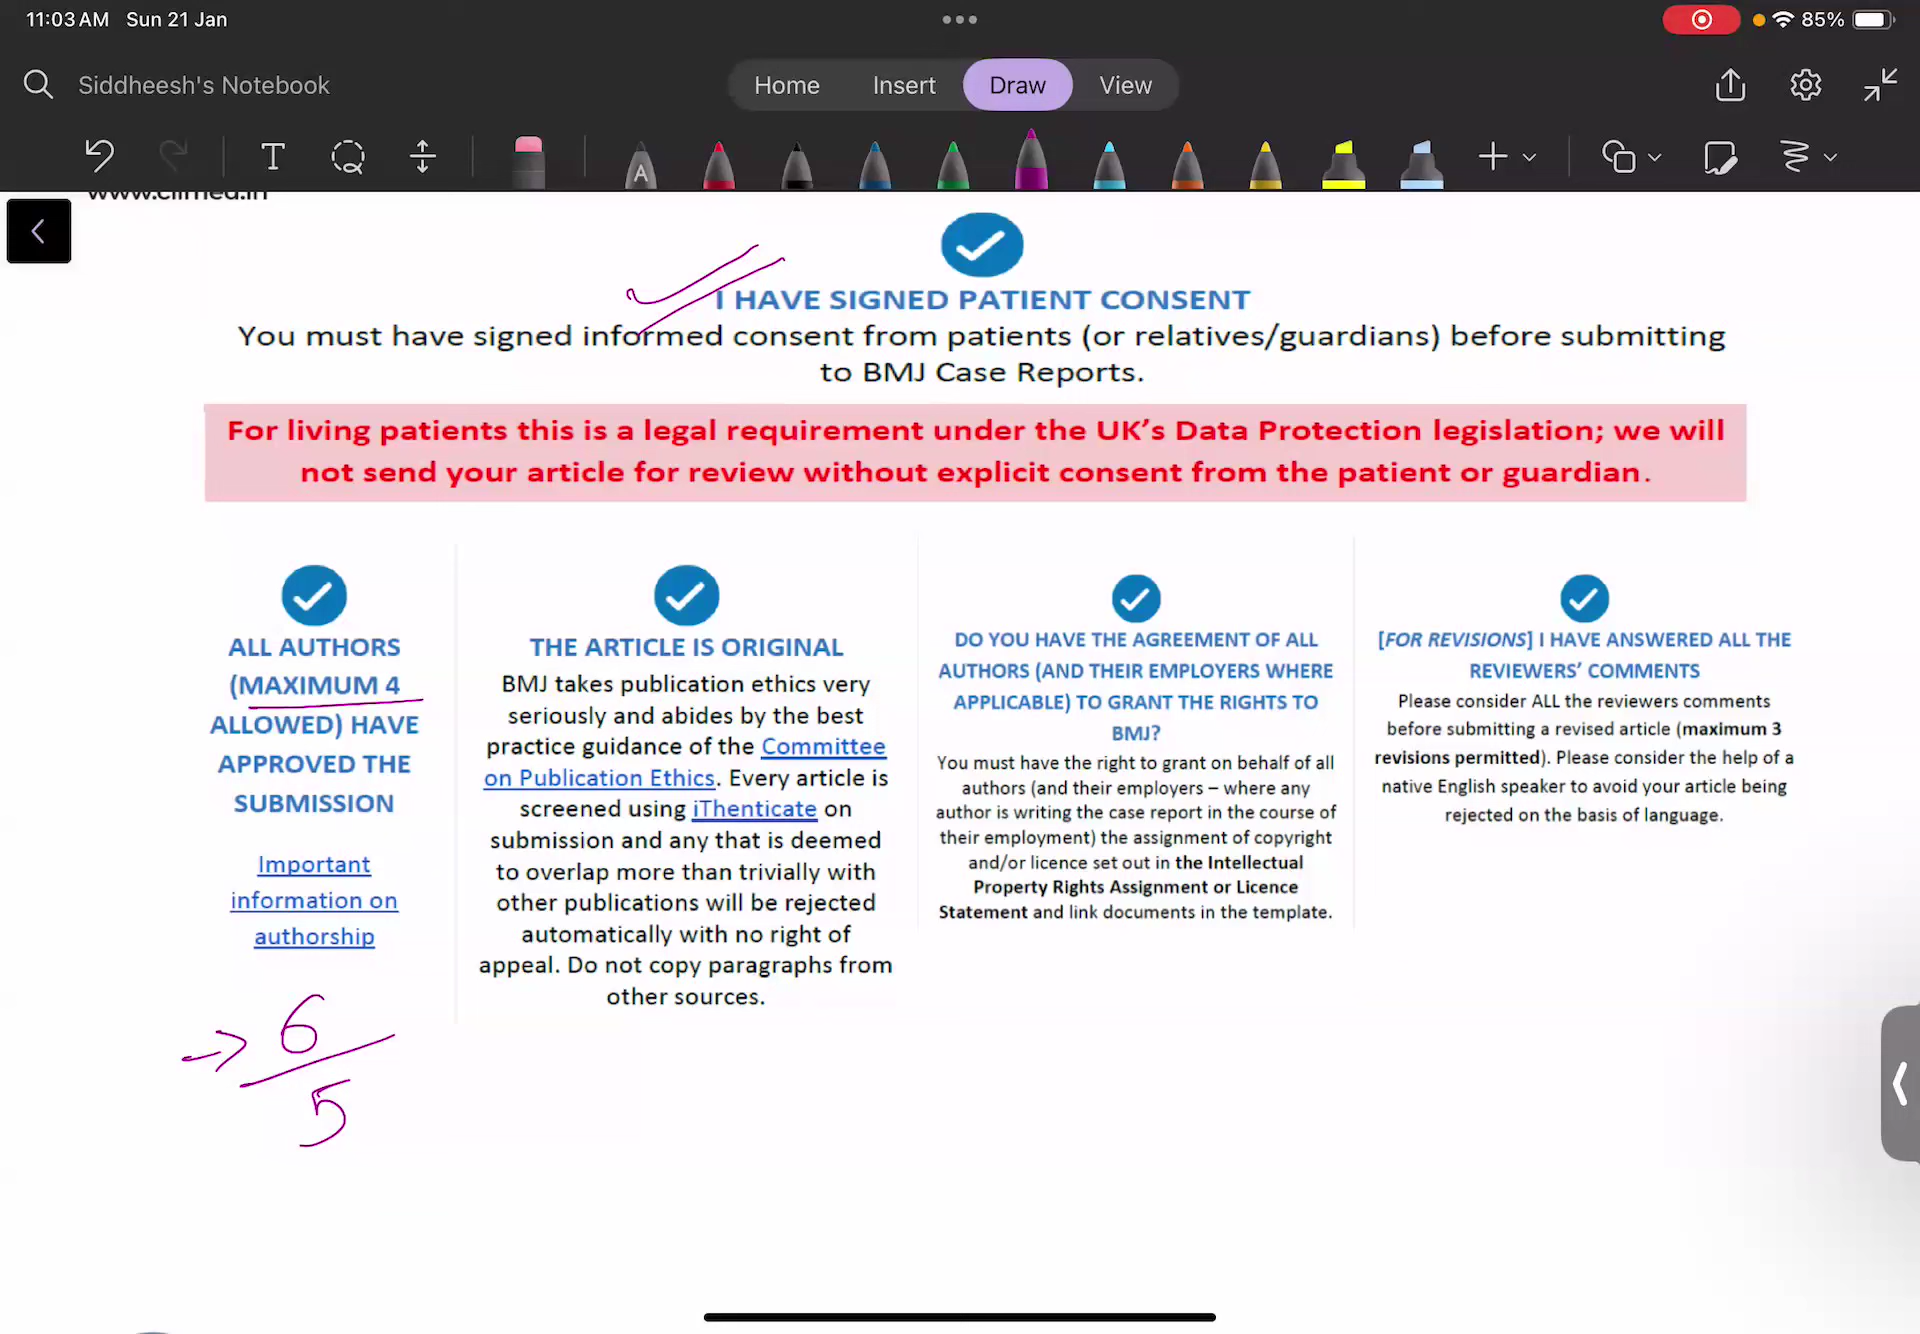 11:03 AM Sun 21 Jan
85%
Siddheesh's Notebook
Home Insert Draw View
T
A
www.clirmed.in
I HAVE SIGNED PATIENT CONSENT
You must have signed informed consent from patients (or relatives/guardians) before submitting
to BMJ Case Reports.
For living patients this is a legal requirement under the UK's Data Protection legislation; we will
not send your article for review without explicit consent from the patient or guardian.
ALL AUTHORS
(MAXIMUM 4
ALLOWED) HAVE
APPROVED THE
SUBMISSION
Important
information on
authorship
6
5
THE ARTICLE IS ORIGINAL
BMJ takes publication ethics very
seriously and abides by the best
practice guidance of the Committee
on Publication Ethics. Every article is
screened using iThenticate on
submission and any that is deemed
to overlap more than trivially with
other publications will be rejected
automatically with no right of
appeal. Do not copy paragraphs from
other sources.
DO YOU HAVE THE AGREEMENT OF ALL
AUTHORS (AND THEIR EMPLOYERS WHERE
APPLICABLE) TO GRANT THE RIGHTS TO
BMJ?
You must have the right to grant on behalf of all
authors (and their employers – where any
author is writing the case report in the course of
their employment) the assignment of copyright
and/or licence set out in the Intellectual
Property Rights Assignment or Licence
Statement and link documents in the template.
[FOR REVISIONS] I HAVE ANSWERED ALL THE
REVIEWERS' COMMENTS
Please consider ALL the reviewers comments
before submitting a revised article (maximum 3
revisions permitted). Please consider the help of a
native English speaker to avoid your article being
rejected on the basis of language.